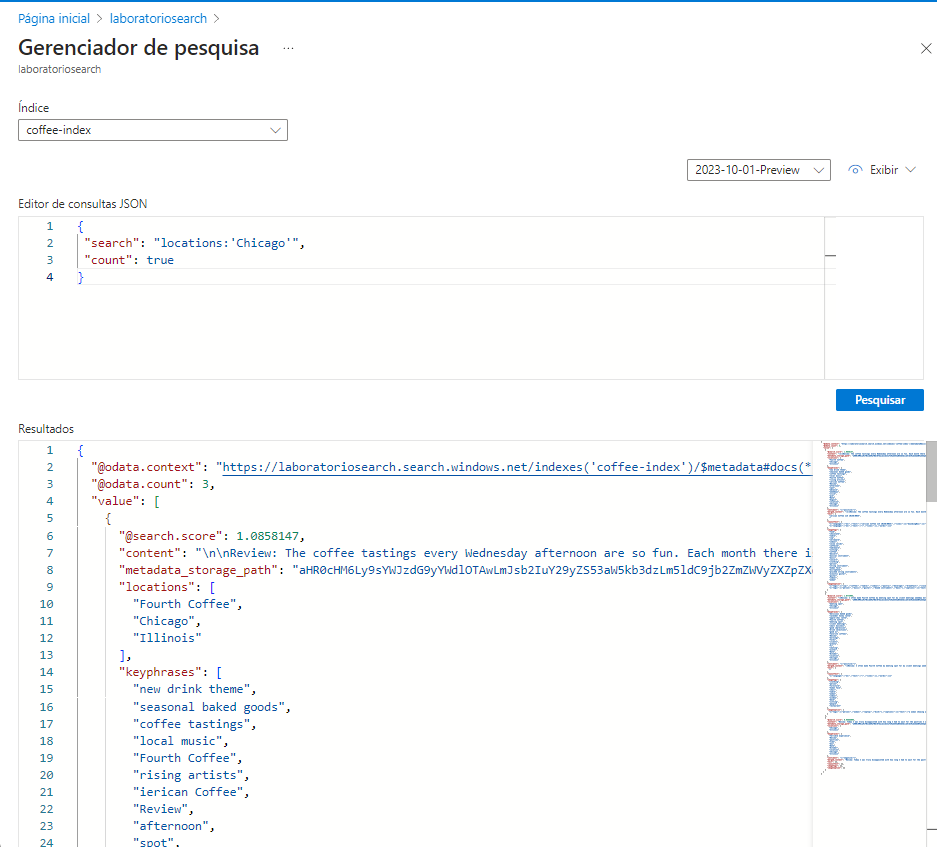 Página inicial > laboratoriosearch >
Gerenciador de pesquisa ...
laboratoriosearch
Índice
coffee-index
2023-10-01-Preview
Exibir
Editor de consultas JSON
1 {
2 "search": "locations:'Chicago'",
3 "count": true
4 }
Pesquisar
Resultados
1 {
2 "@odata.context": "https://laboratoriosearch.search.windows.net/indexes('coffee-index')/$metadata#docs(*
3 "@odata.count": 3,
4 "value": [
5 {
6 "@search.score": 1.0858147,
7 "content": "\n\nReview: The coffee tastings every Wednesday afternoon are so fun. Each month there i
8 "metadata_storage_path": "aHR0cHM6Ly9sYWJzdG9yYWdlOTAwLmJsb2IuY29yZS53aW5kb3dzLm5ldC9jb2ZmZWVyZXZpZX
9 "locations": [
10 "Fourth Coffee",
11 "Chicago",
12 "Illinois"
13 ],
14 "keyphrases": [
15 "new drink theme",
16 "seasonal baked goods",
17 "coffee tastings",
18 "local music",
19 "Fourth Coffee",
20 "rising artists",
21 "ierican Coffee",
22 "Review",
23 "afternoon",
24 "spot",